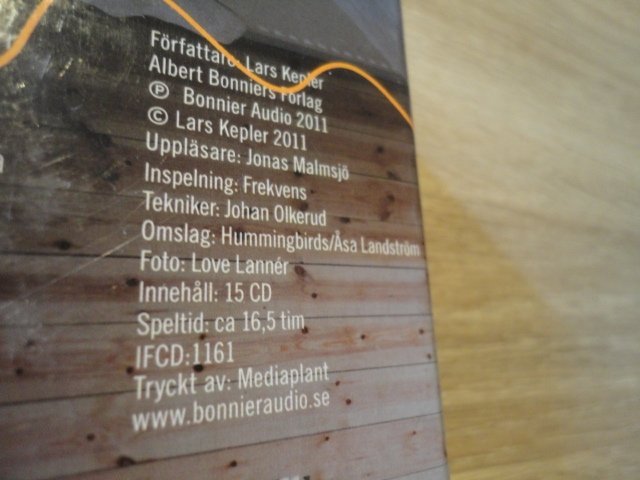 Författare: Lars Kepler
Albert Bonniers Förlag
Ⓟ Bonnier Audio 2011
© Lars Kepler 2011
Uppläsare: Jonas Malmsjö
Inspelning: Frekvens
Tekniker: Johan Olkerud
Omslag: Hummingbirds/Åsa Landström
Foto: Love Lannér
Innehåll: 15 CD
Speltid: ca 16,5 tim
IFCD:1161
Tryckt av: Mediaplant
www.bonnieraudio.se